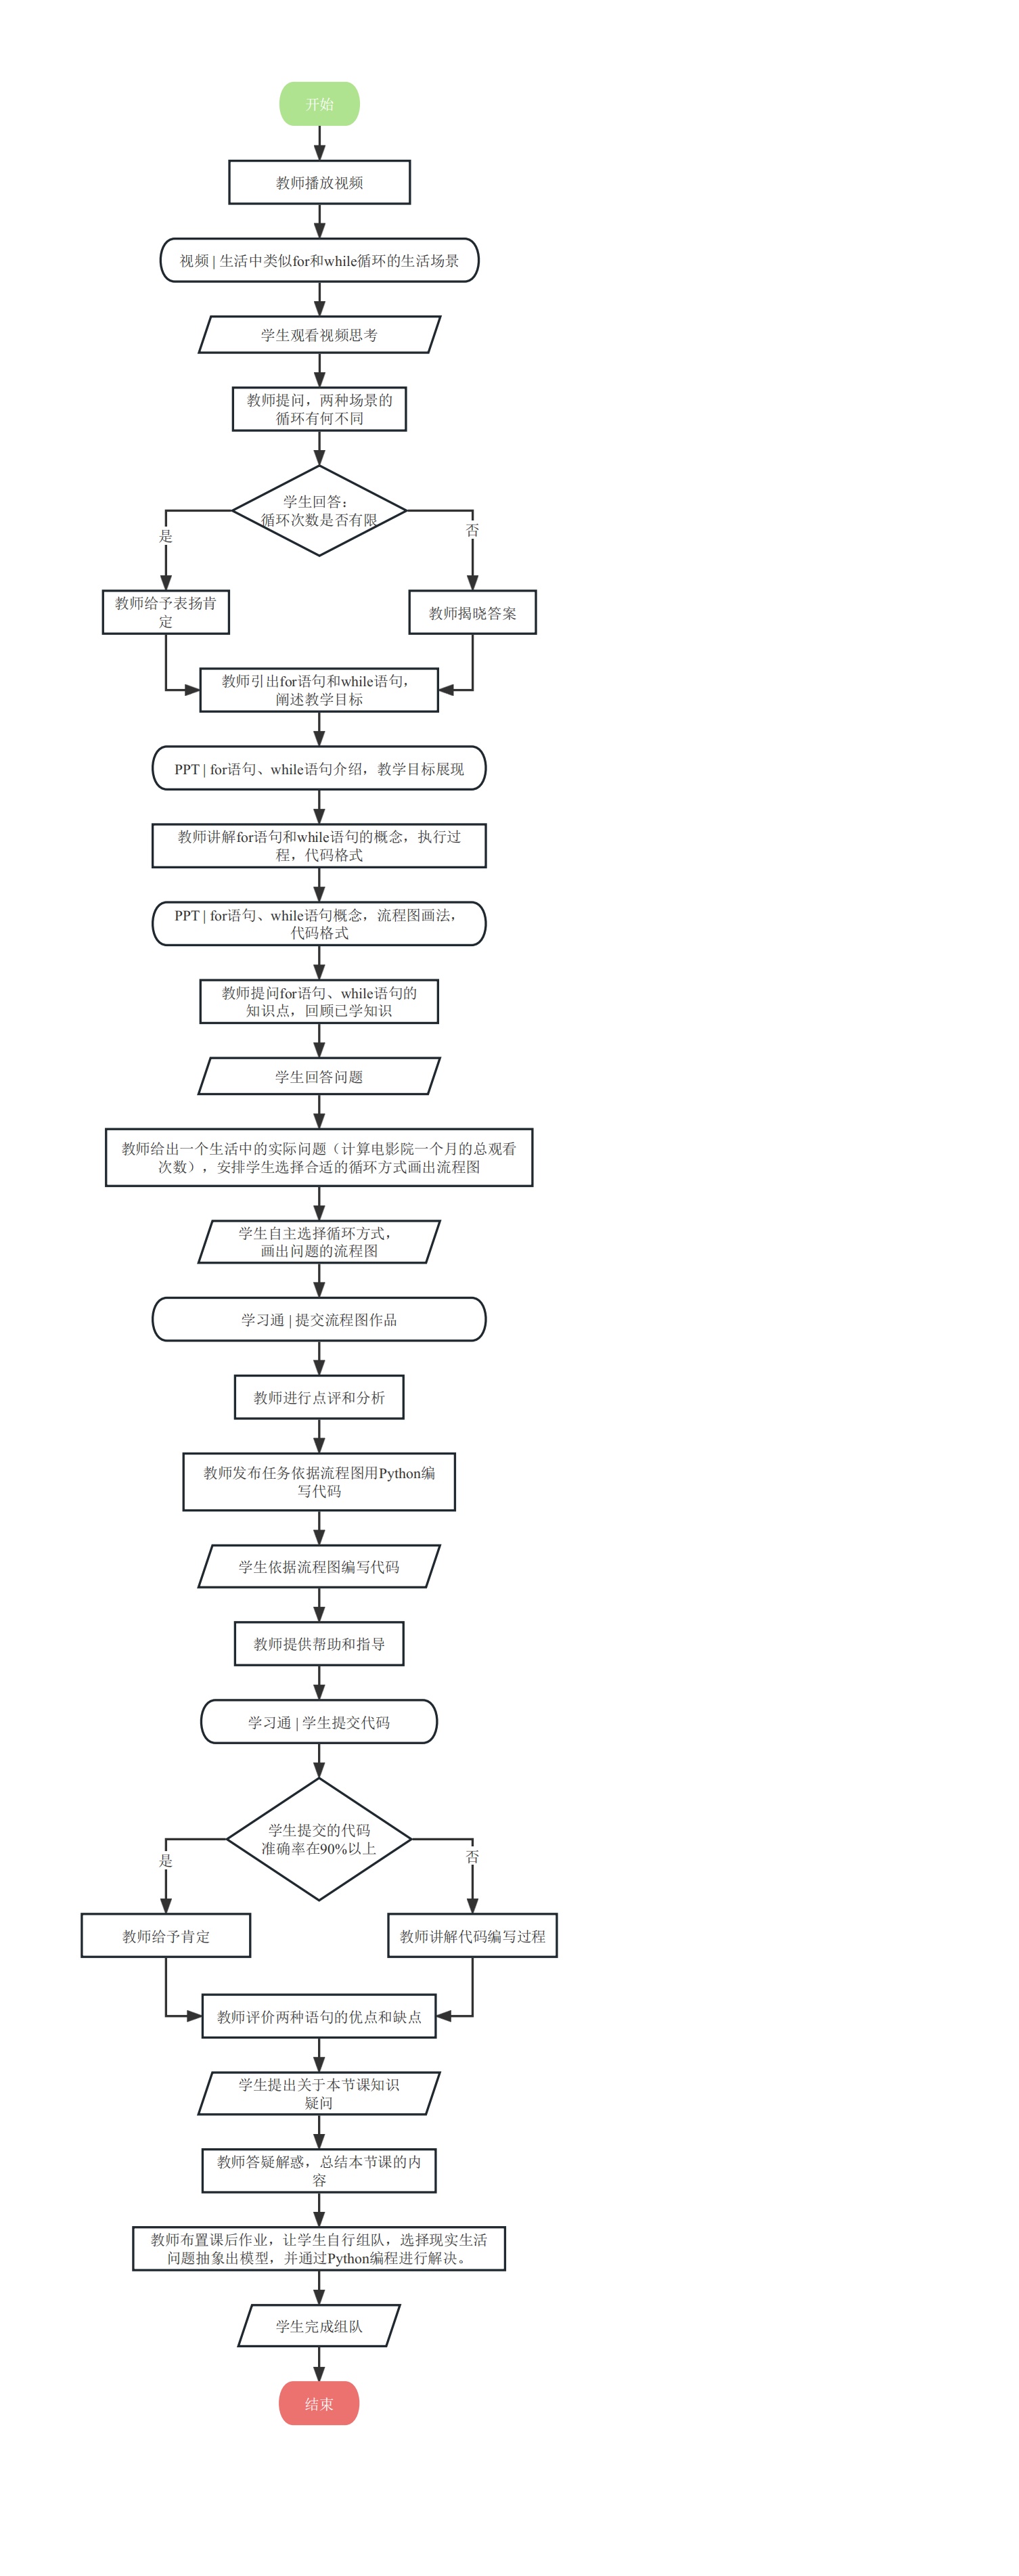 开始
教师播放视频
视频 | 生活中类似for和while循环的生活场景
学生观看视频思考
教师提问，两种场景的
循环有何不同
学生回答：
循环次数是否有限
是
否
教师给予表扬肯
定
教师揭晓答案
教师引出for语句和while语句，
阐述教学目标
PPT | for语句、while语句介绍，教学目标展现
教师讲解for语句和while语句的概念，执行过
程，代码格式
PPT | for语句、while语句概念，流程图画法，
代码格式
教师提问for语句、while语句的
知识点，回顾已学知识
学生回答问题
教师给出一个生活中的实际问题（计算电影院一个月的总观看
次数），安排学生选择合适的循环方式画出流程图
学生自主选择循环方式，
画出问题的流程图
学习通 | 提交流程图作品
教师进行点评和分析
教师发布任务依据流程图用Python编
写代码
学生依据流程图编写代码
教师提供帮助和指导
学习通 | 学生提交代码
学生提交的代码
准确率在90%以上
是
否
教师给予肯定
教师讲解代码编写过程
教师评价两种语句的优点和缺点
学生提出关于本节课知识
疑问
教师答疑解惑，总结本节课的内
容
教师布置课后作业，让学生自行组队，选择现实生活
问题抽象出模型，并通过Python编程进行解决。
学生完成组队
结束